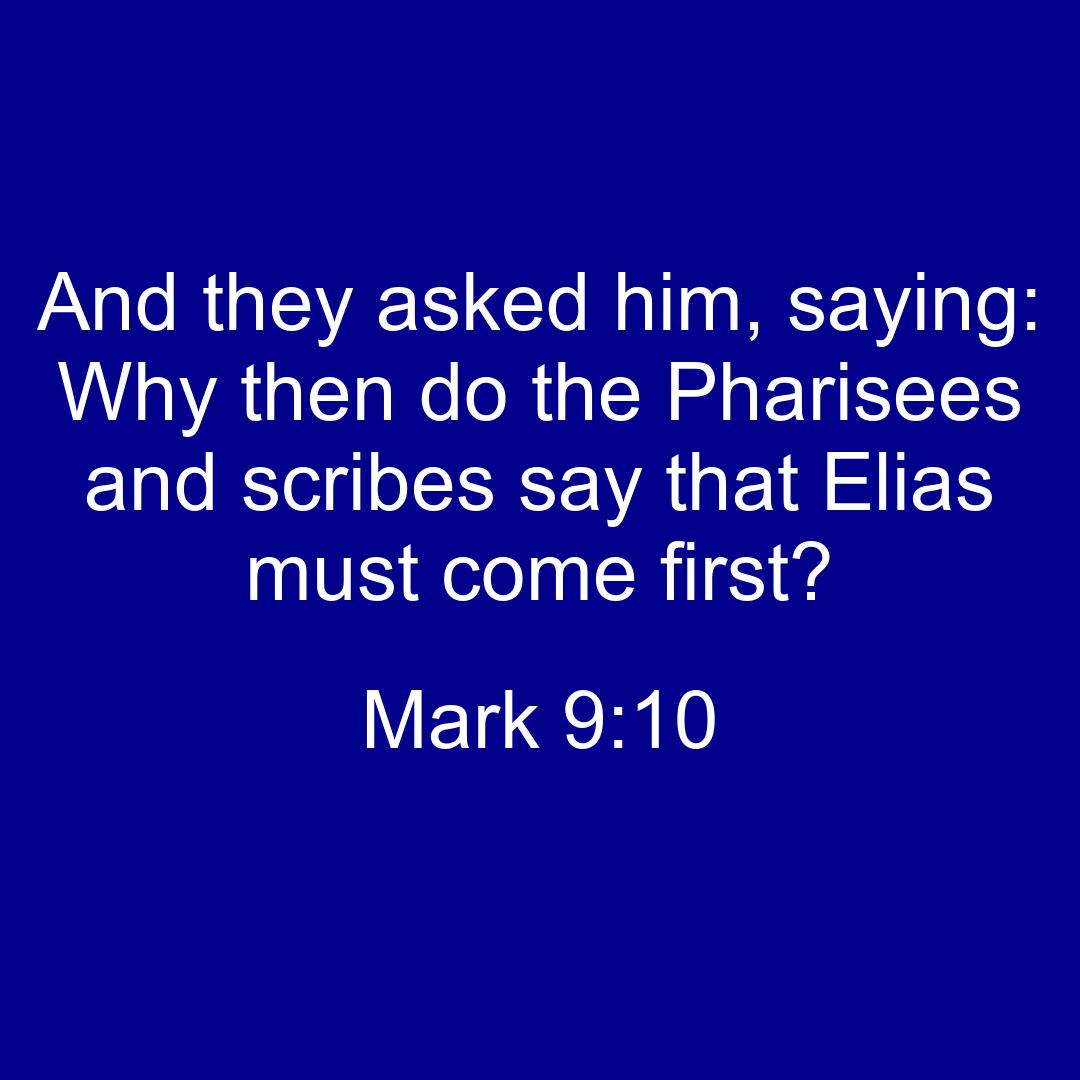 And they asked him, saying:
Why then do the Pharisees
and scribes say that Elias
must come first?
Mark 9:10